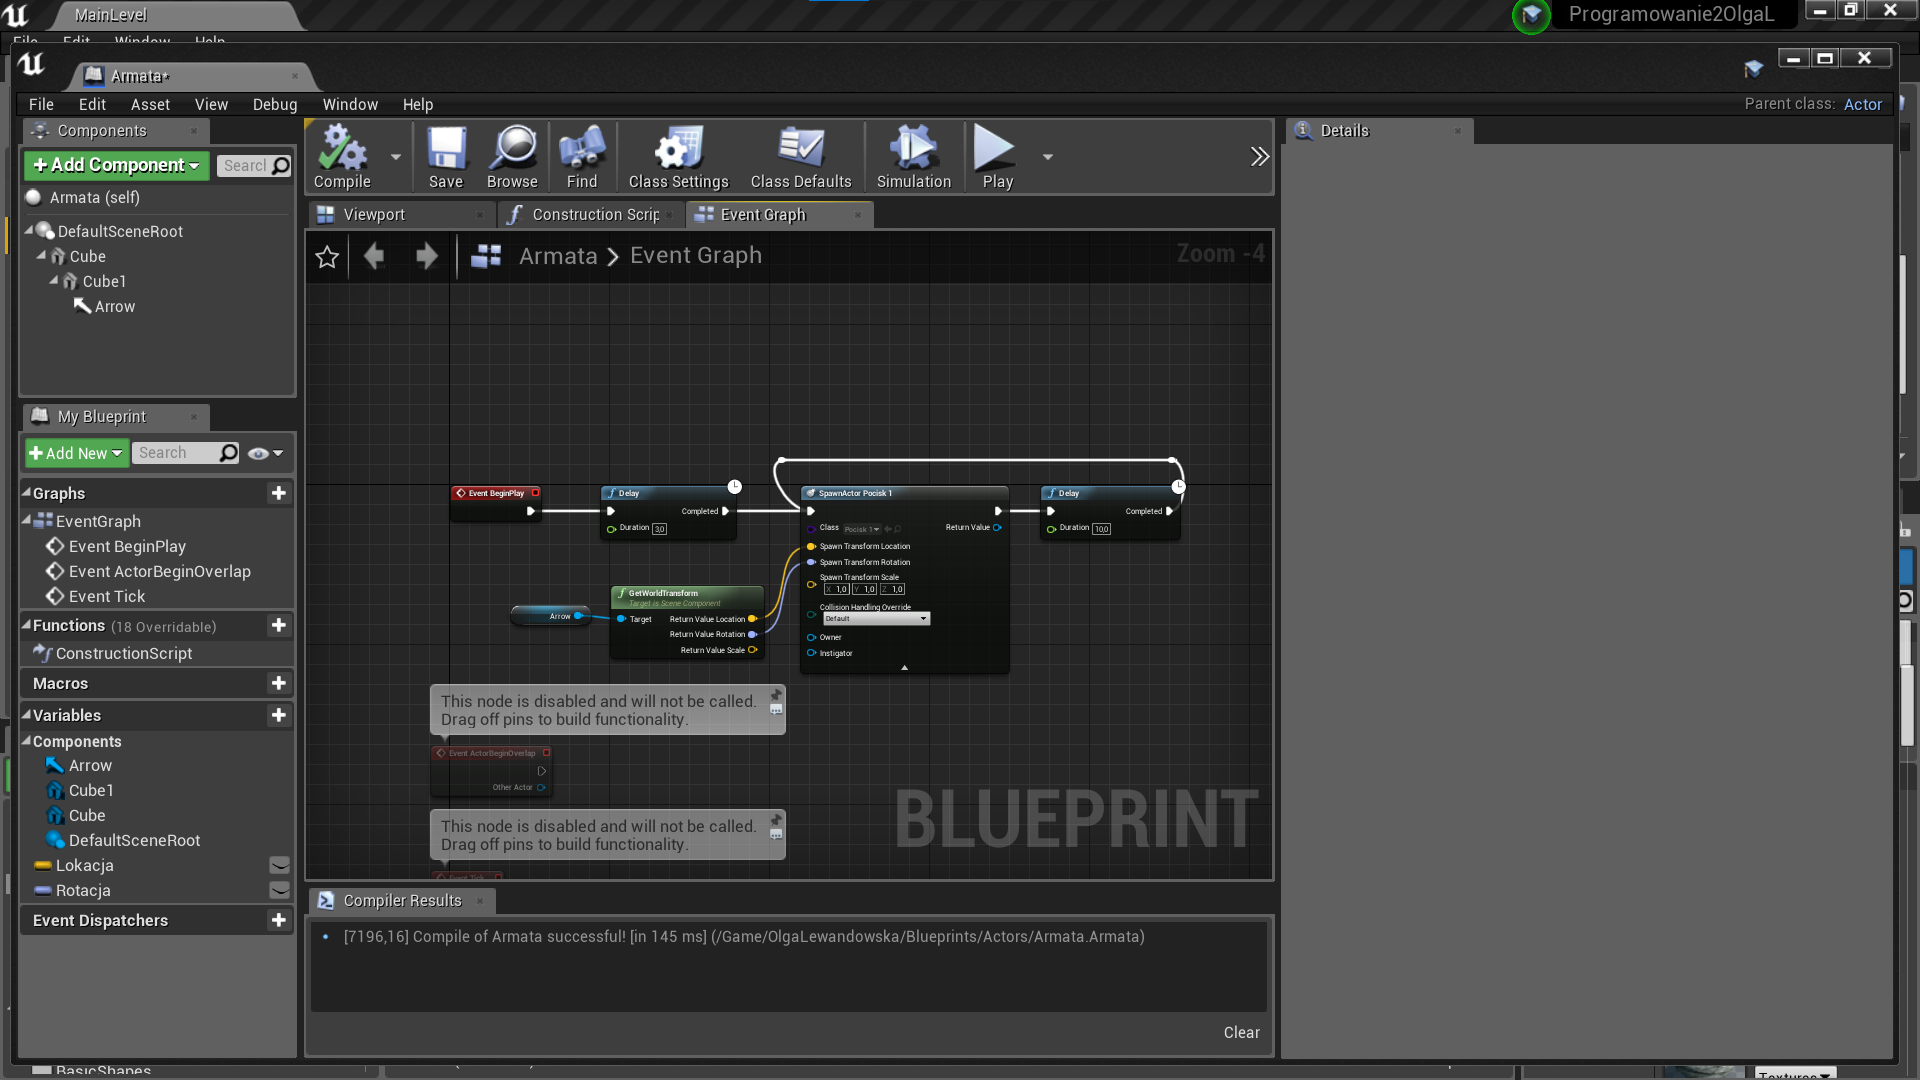 MainLevel
ProgramowanieZOlgaL
File Edit Window Help
Armata*
File Edit Asset View Debug Window Help
Parent class: Actor
Components
Details
+Add Component
Search
Compile
Save
Browse
Find
Class Settings
Class Defaults
Simulation
Play
Armata (self)
Viewport
Construction Scrip
Event Graph
DefaultSceneRoot
Cube
Cube1
Arrow
Armata > Event Graph
Zoom -4
My Blueprint
+Add New
Search
Graphs
EventGraph
Event BeginPlay
Event ActorBeginOverlap
Event Tick
Functions (18 Overridable)
ConstructionScript
Macros
Variables
Components
Arrow
Cube1
Cube
DefaultSceneRoot
Lokacja
Rotacja
Event Dispatchers
Event BeginPlay
Delay
Completed
Duration 3,0
SpawnActor Pocisk 1
Class Pocisk 1
Return Value
Spawn Transform Location
Spawn Transform Rotation
Spawn Transform Scale
X 1,0 Y 1,0 Z 1,0
Collision Handling Override
Default
Owner
Instigator
Delay
Completed
Duration 10,0
Arrow
GetWorldTransform
Target is Scene Component
Target
Return Value Location
Return Value Rotation
Return Value Scale
This node is disabled and will not be called.
Drag off pins to build functionality.
Event ActorBeginOverlap
Other Actor
This node is disabled and will not be called.
Drag off pins to build functionality.
Event Tick
BLUEPRINT
Compiler Results
[7196,16] Compile of Armata successful! [in 145 ms] (/Game/OlgaLewandowska/Blueprints/Actors/Armata.Armata)
Clear
BasicShapes
Textures